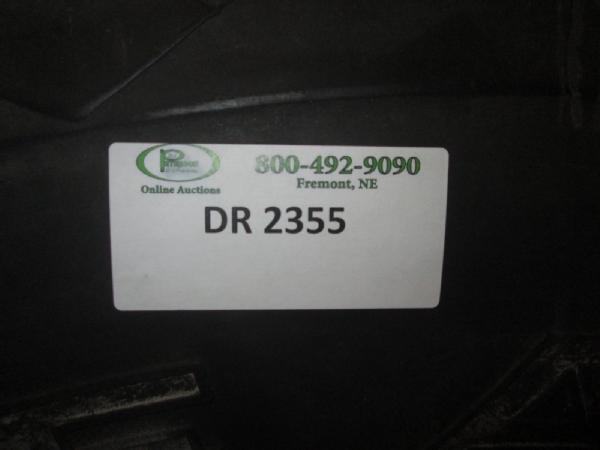 800-492-9090
Fremont, NE
Online Auctions
DR 2355